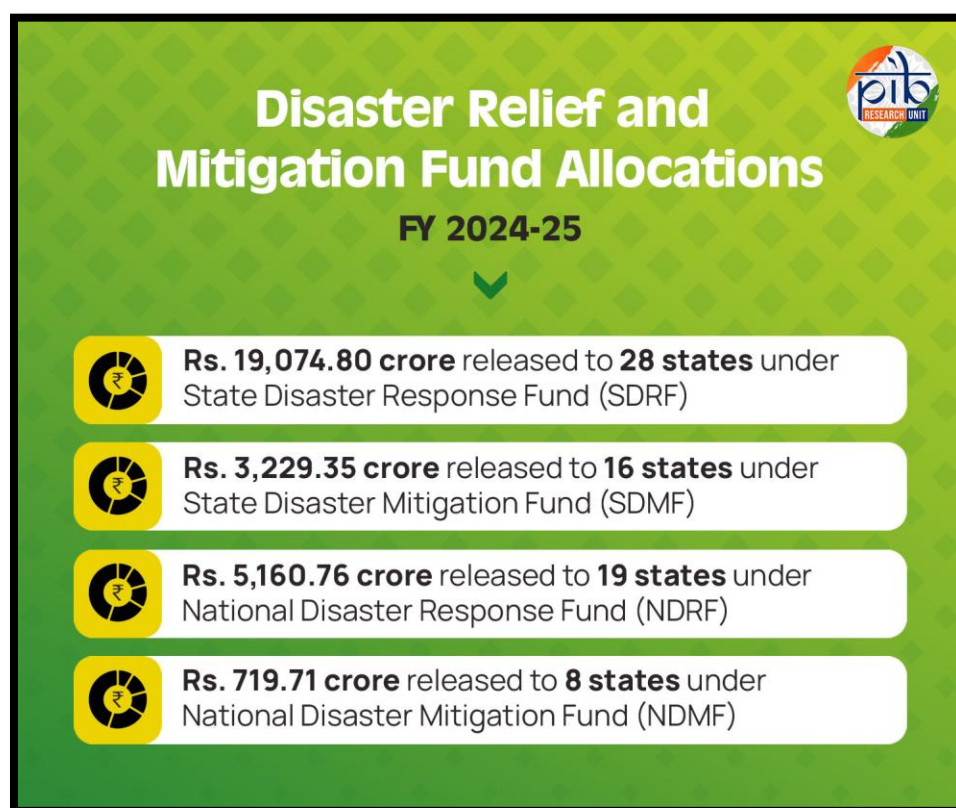 pib
RESEARCH UNIT
Disaster Relief and
Mitigation Fund Allocations
FY 2024-25
₹
Rs. 19,074.80 crore released to 28 states under
State Disaster Response Fund (SDRF)
₹
Rs. 3,229.35 crore released to 16 states under
State Disaster Mitigation Fund (SDMF)
₹
Rs. 5,160.76 crore released to 19 states under
National Disaster Response Fund (NDRF)
₹
Rs. 719.71 crore released to 8 states under
National Disaster Mitigation Fund (NDMF)